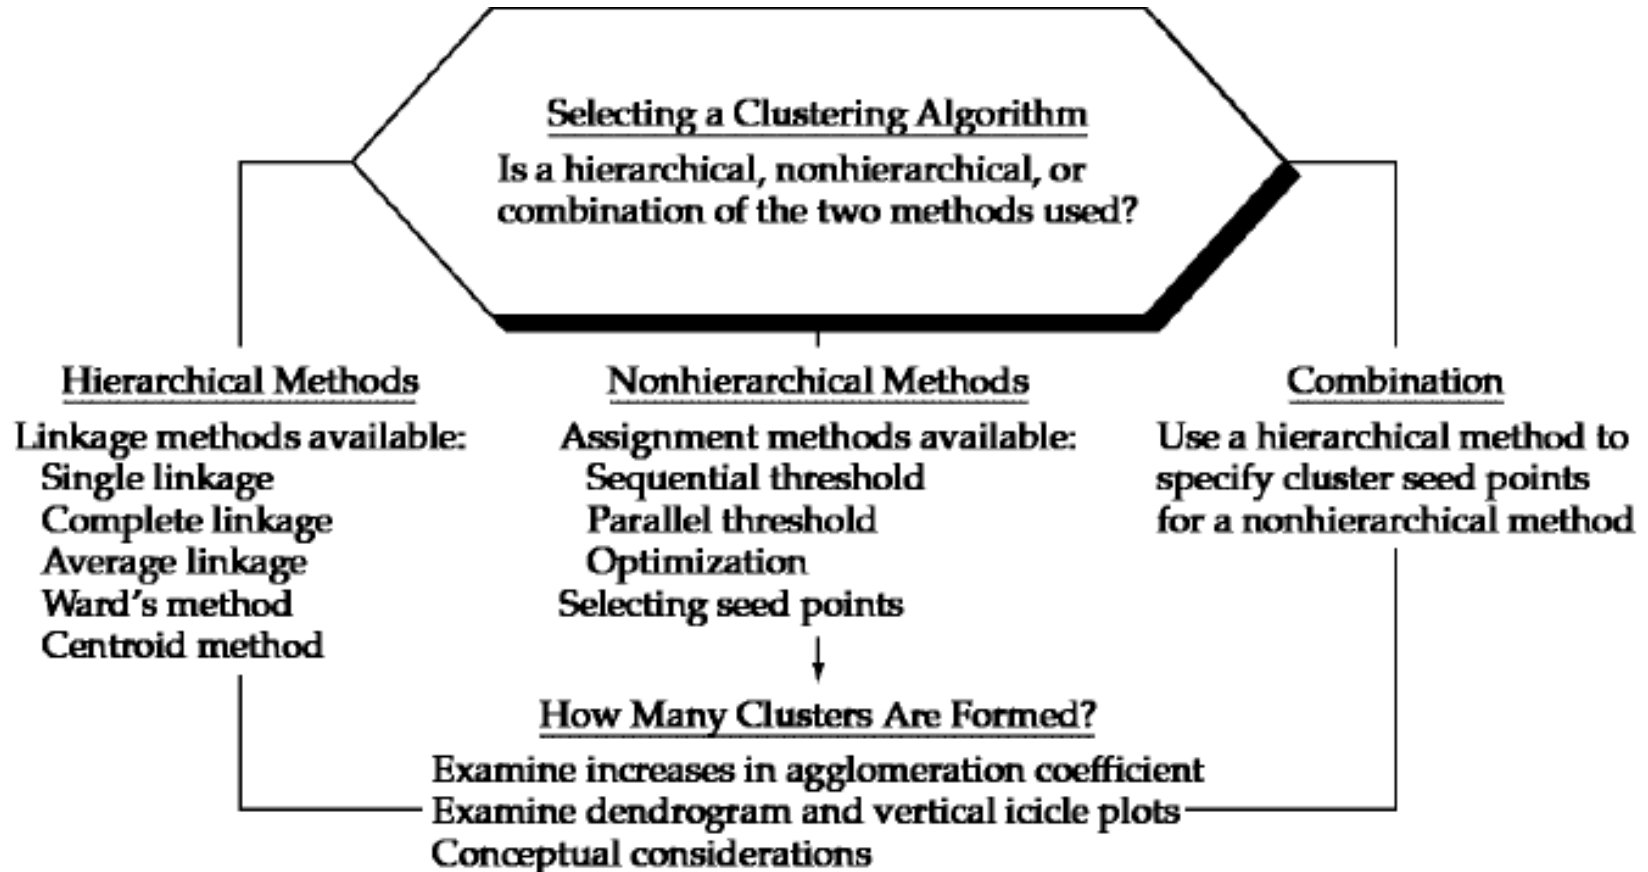 Selecting a Clustering Algorithm
Is a hierarchical, nonhierarchical, or
combination of the two methods used?
Hierarchical Methods
Linkage methods available:
Single linkage
Complete linkage
Average linkage
Ward's method
Centroid method
Nonhierarchical Methods
Assignment methods available:
Sequential threshold
Parallel threshold
Optimization
Selecting seed points
Combination
Use a hierarchical method to
specify cluster seed points
for a nonhierarchical method
How Many Clusters Are Formed?
Examine increases in agglomeration coefficient
Examine dendrogram and vertical icicle plots
Conceptual considerations